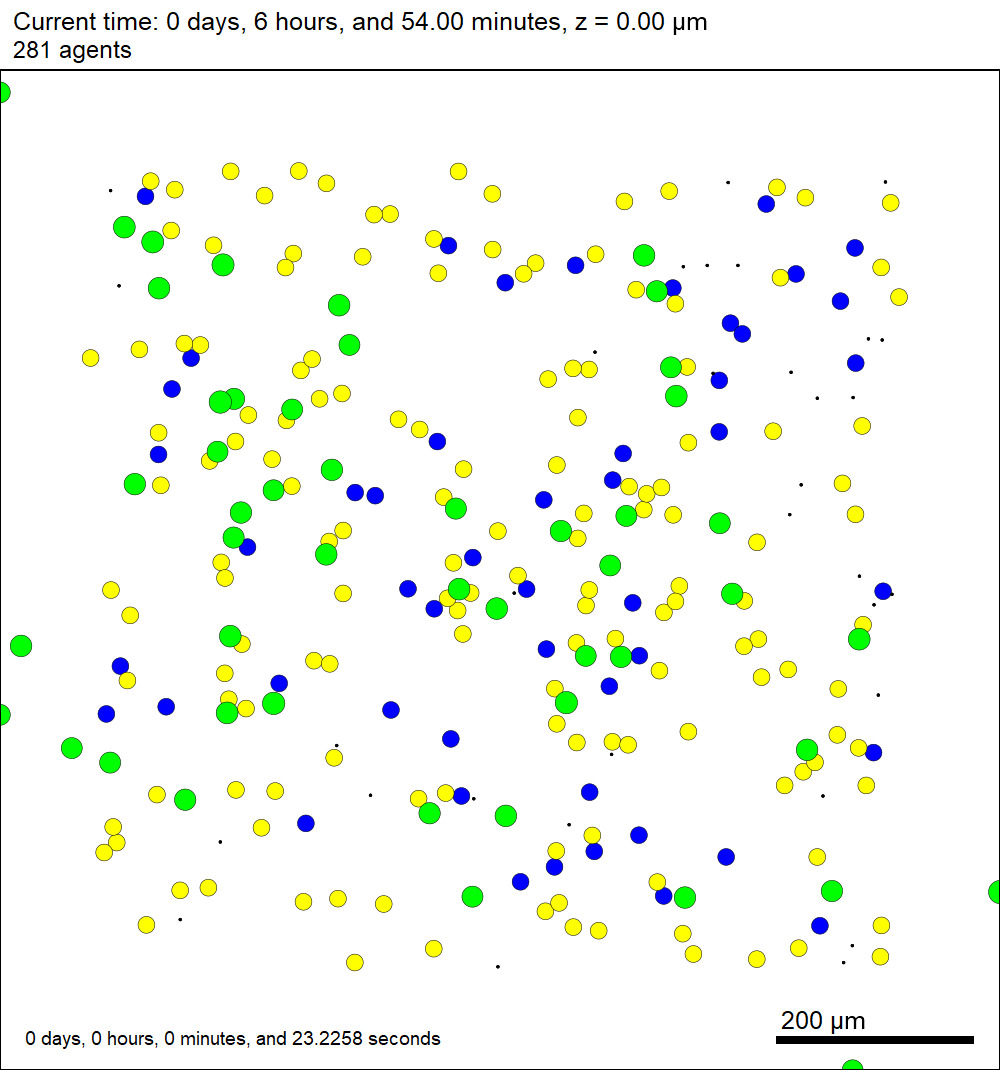 Current time: 0 days, 6 hours, and 54.00 minutes, z = 0.00 µm
281 agents
200 µm
0 days, 0 hours, 0 minutes, and 23.2258 seconds